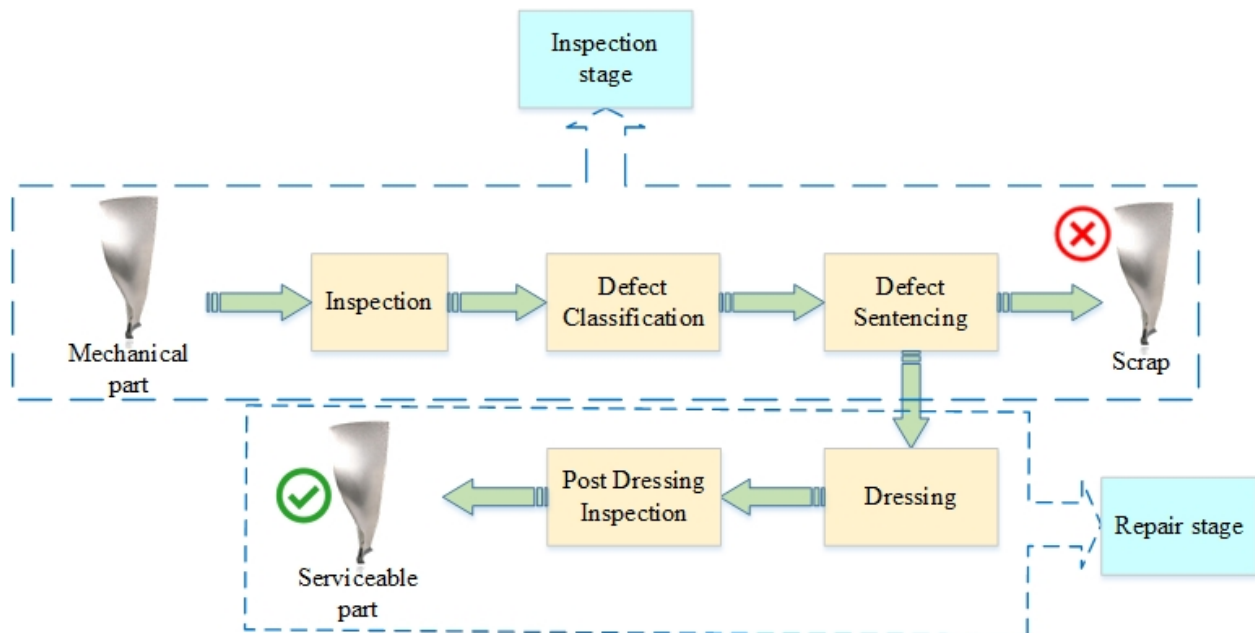 Inspection
stage
Mechanical
part
Inspection
Defect
Classification
Defect
Sentencing
Scrap
Serviceable
part
Post Dressing
Inspection
Dressing
Repair stage